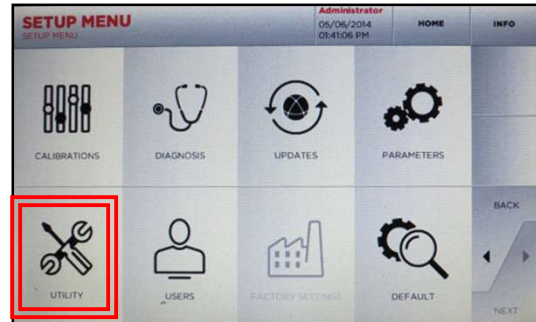 SETUP MENU
SETUP MENU
Administrator
05/06/2014
01:41:06 PM
HOME
INFO
CALIBRATIONS
DIAGNOSIS
UPDATES
PARAMETERS
UTILITY
USERS
FACTORY SETTINGS
DEFAULT
BACK
NEXT